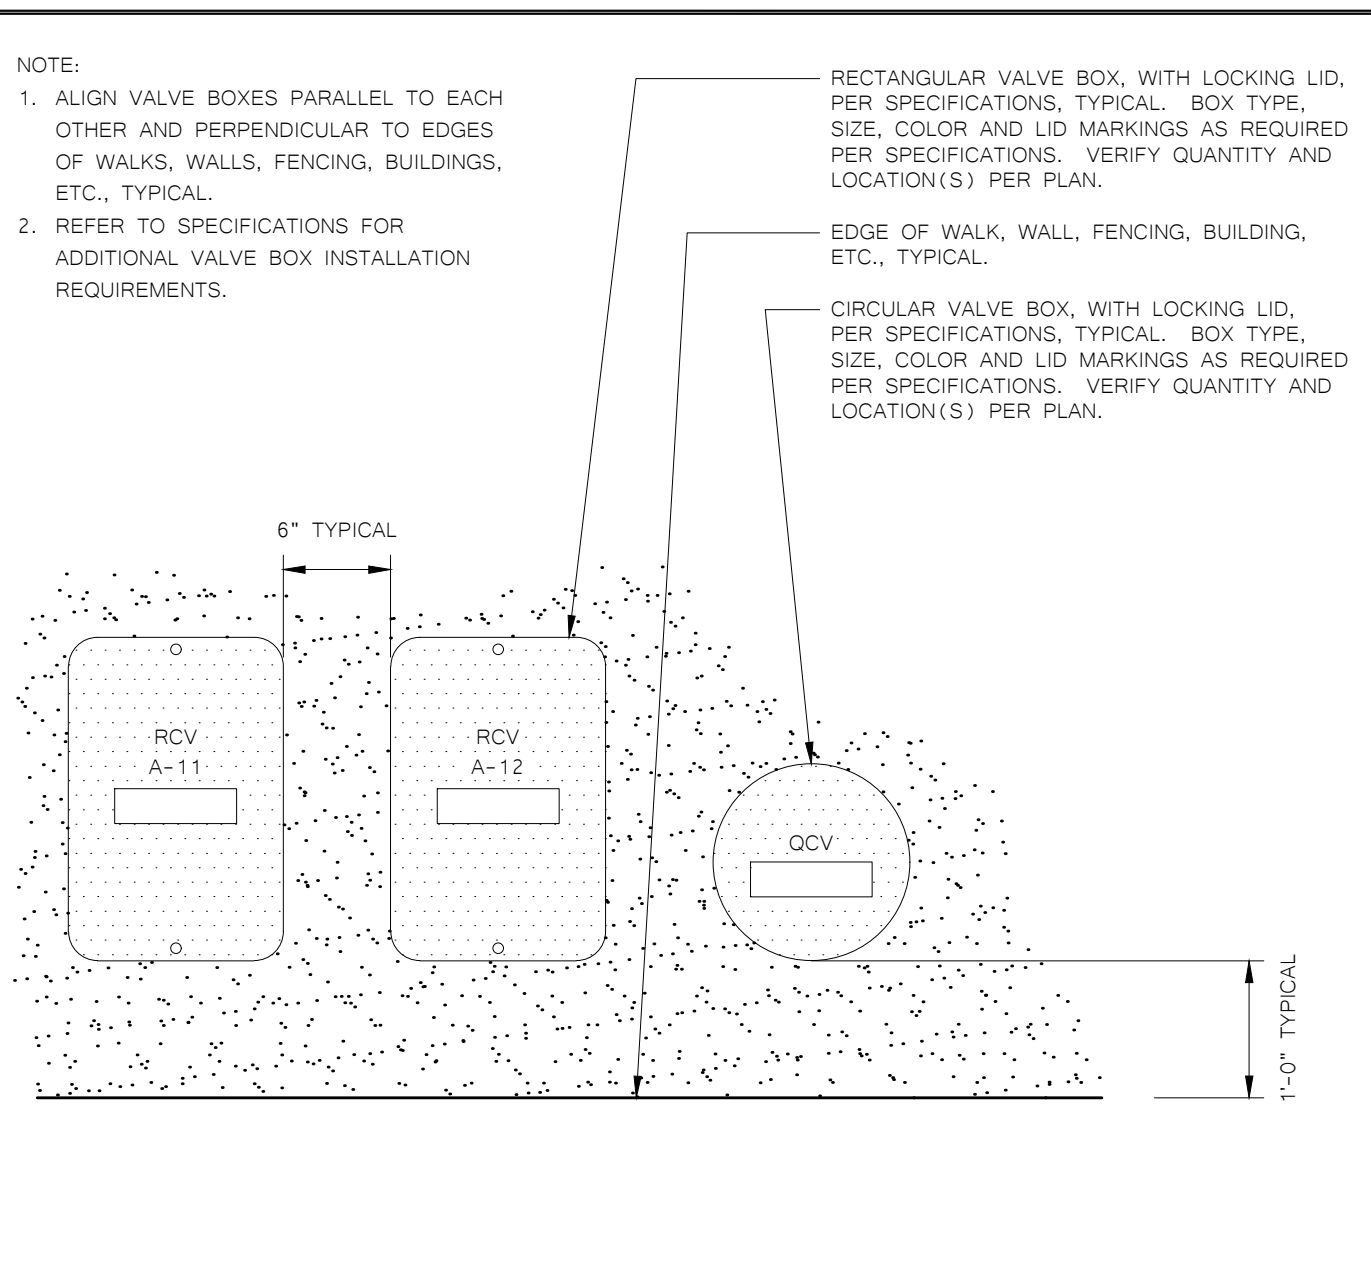 NOTE:
1. ALIGN VALVE BOXES PARALLEL TO EACH
OTHER AND PERPENDICULAR TO EDGES
OF WALKS, WALLS, FENCING, BUILDINGS,
ETC., TYPICAL.
2. REFER TO SPECIFICATIONS FOR
ADDITIONAL VALVE BOX INSTALLATION
REQUIREMENTS.
RECTANGULAR VALVE BOX, WITH LOCKING LID,
PER SPECIFICATIONS, TYPICAL. BOX TYPE,
SIZE, COLOR AND LID MARKINGS AS REQUIRED
PER SPECIFICATIONS. VERIFY QUANTITY AND
LOCATION(S) PER PLAN.
EDGE OF WALK, WALL, FENCING, BUILDING,
ETC., TYPICAL.
CIRCULAR VALVE BOX, WITH LOCKING LID,
PER SPECIFICATIONS, TYPICAL. BOX TYPE,
SIZE, COLOR AND LID MARKINGS AS REQUIRED
PER SPECIFICATIONS. VERIFY QUANTITY AND
LOCATION(S) PER PLAN.
6" TYPICAL
RCV
A-11
RCV
A-12
QCV
1'-0" TYPICAL